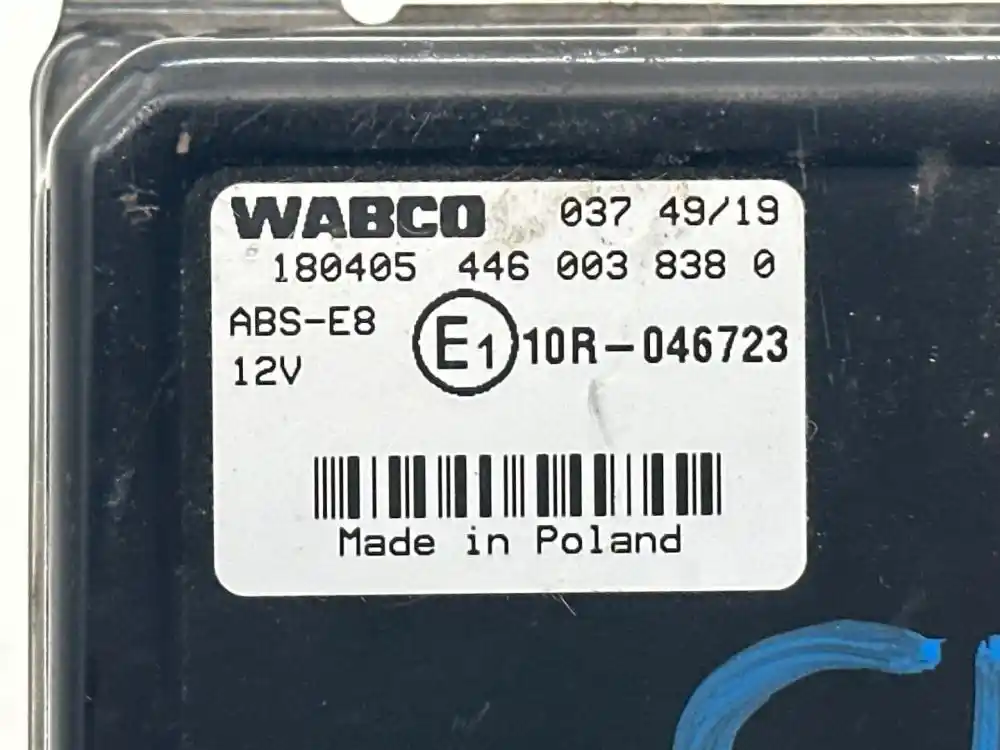 WABCO 037 49/19
180405 446 003 838 0
ABS-E8
12V
E1 10R-046723
Made in Poland